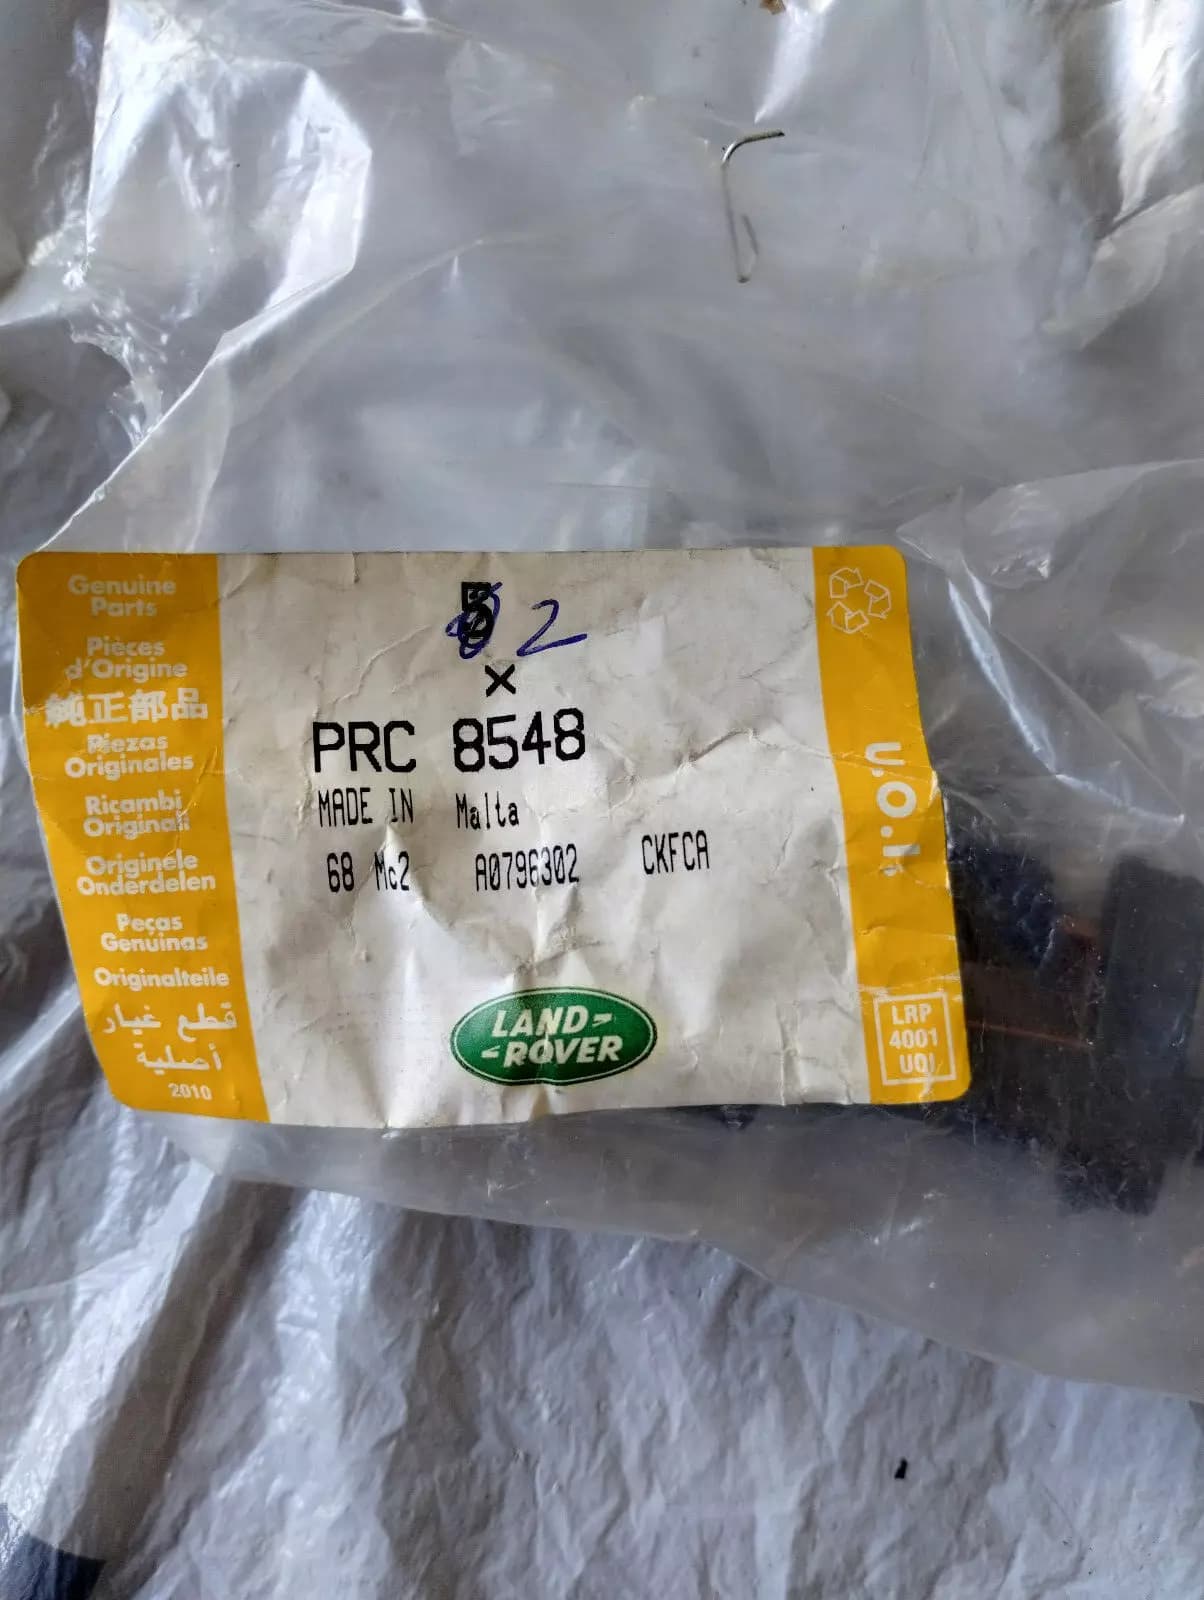 Genuine
Parts
Pièces
d'Origine
純正部品
Piezas
Originales
Ricambi
Originali
Originele
Onderdelen
Peças
Genuinas
Originalteile
قطع غيار
أصلية
2010
5
2
×
PRC 8548
MADE IN Malta
68 Mc2 A0796302 CKFCA
LAND-
-ROVER
U.O.I.
LRP
4001
UOI